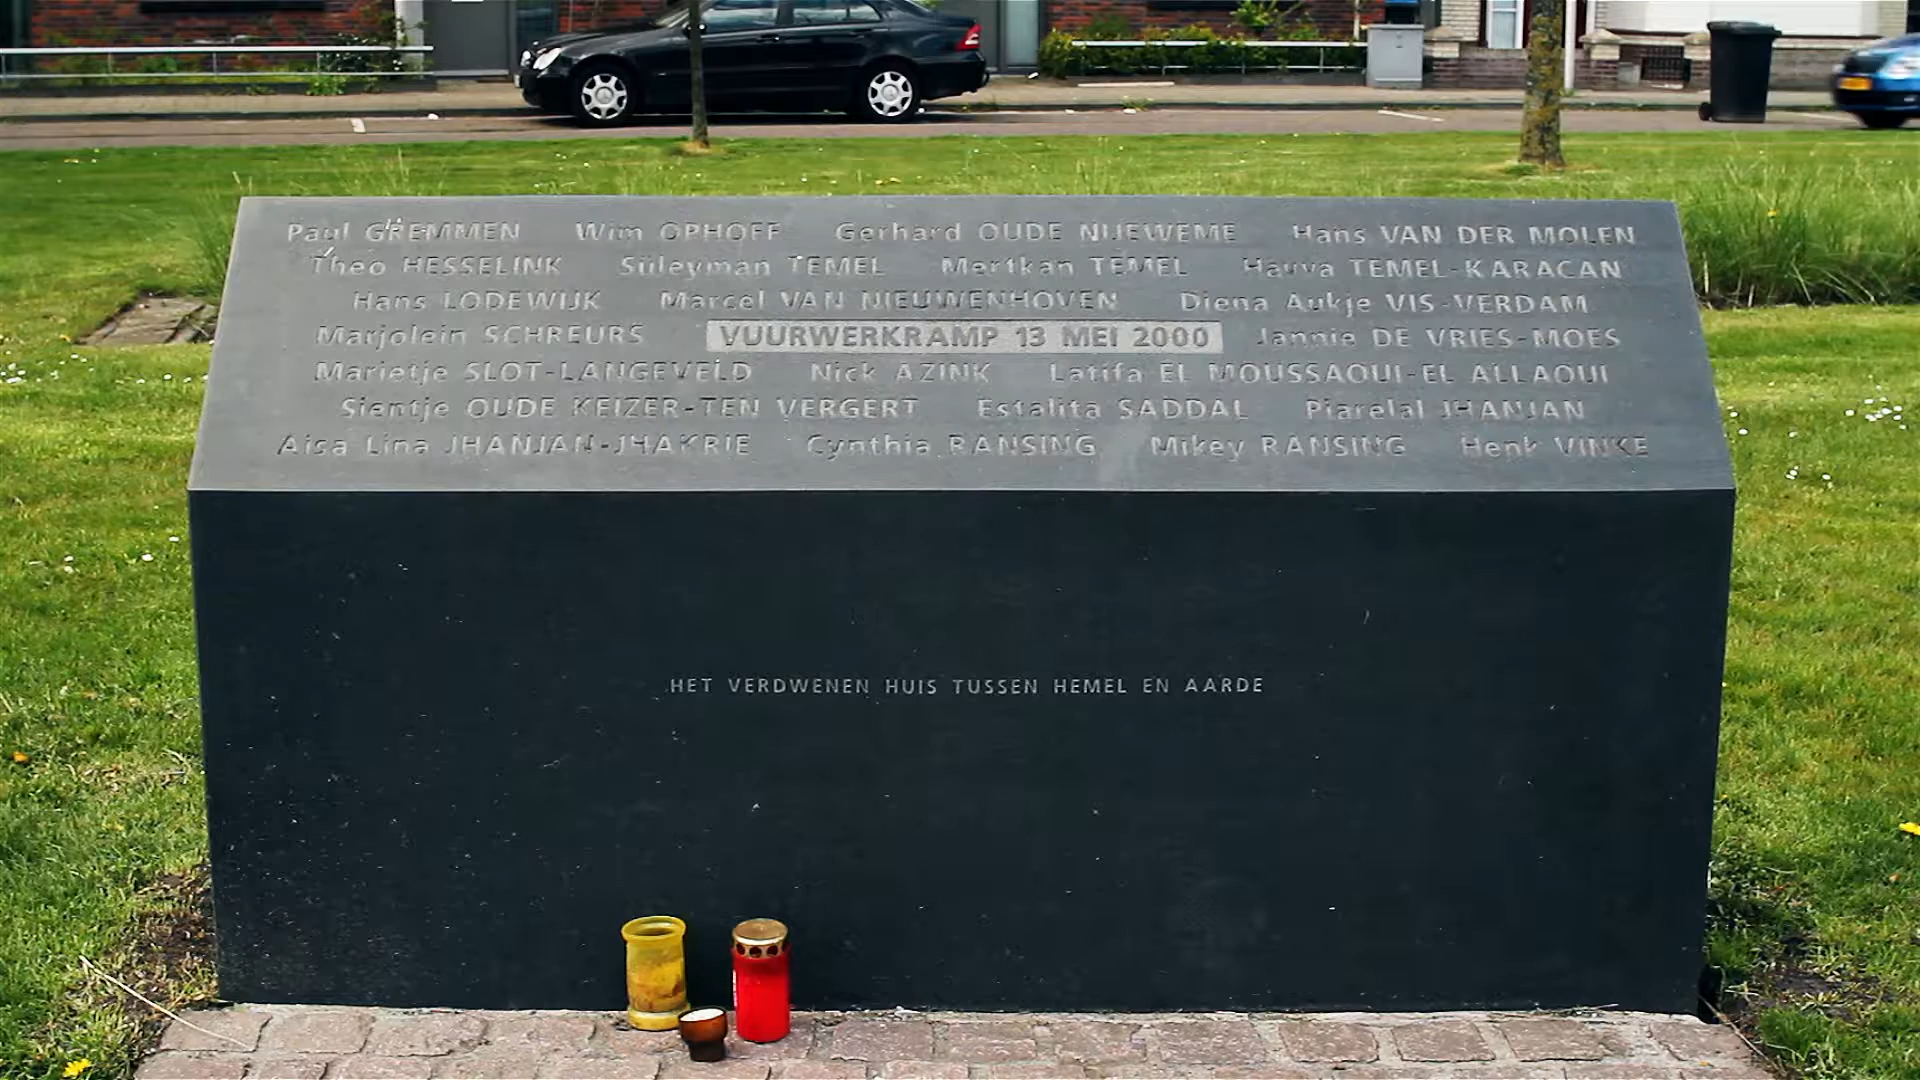 Paul GREMMEN Wim OPHOFF Gerhard OUDE NIJEWEME Hans VAN DER MOLEN
Theo HESSELINK Süleyman TEMEL Mertkan TEMEL Havva TEMEL-KARACAN
Hans LODEWIJK Marcel VAN NIEUWENHOVEN Diena Aukje VIS-VERDAM
Marjolein SCHREURS VUURWERKRAMP 13 MEI 2000 Jannie DE VRIES-MOES
Marietje SLOT-LANGEVELD Nick AZINK Latifa EL MOUSSAOUI-EL ALLAOUI
Sientje OUDE KEIZER-TEN VERGERT Estalita SADDAL Piarelal JHANJAN
Aisa Lina JHANJAN-JHAKRIE Cynthia RANSING Mikey RANSING Henk VINKE
HET VERDWENEN HUIS TUSSEN HEMEL EN AARDE